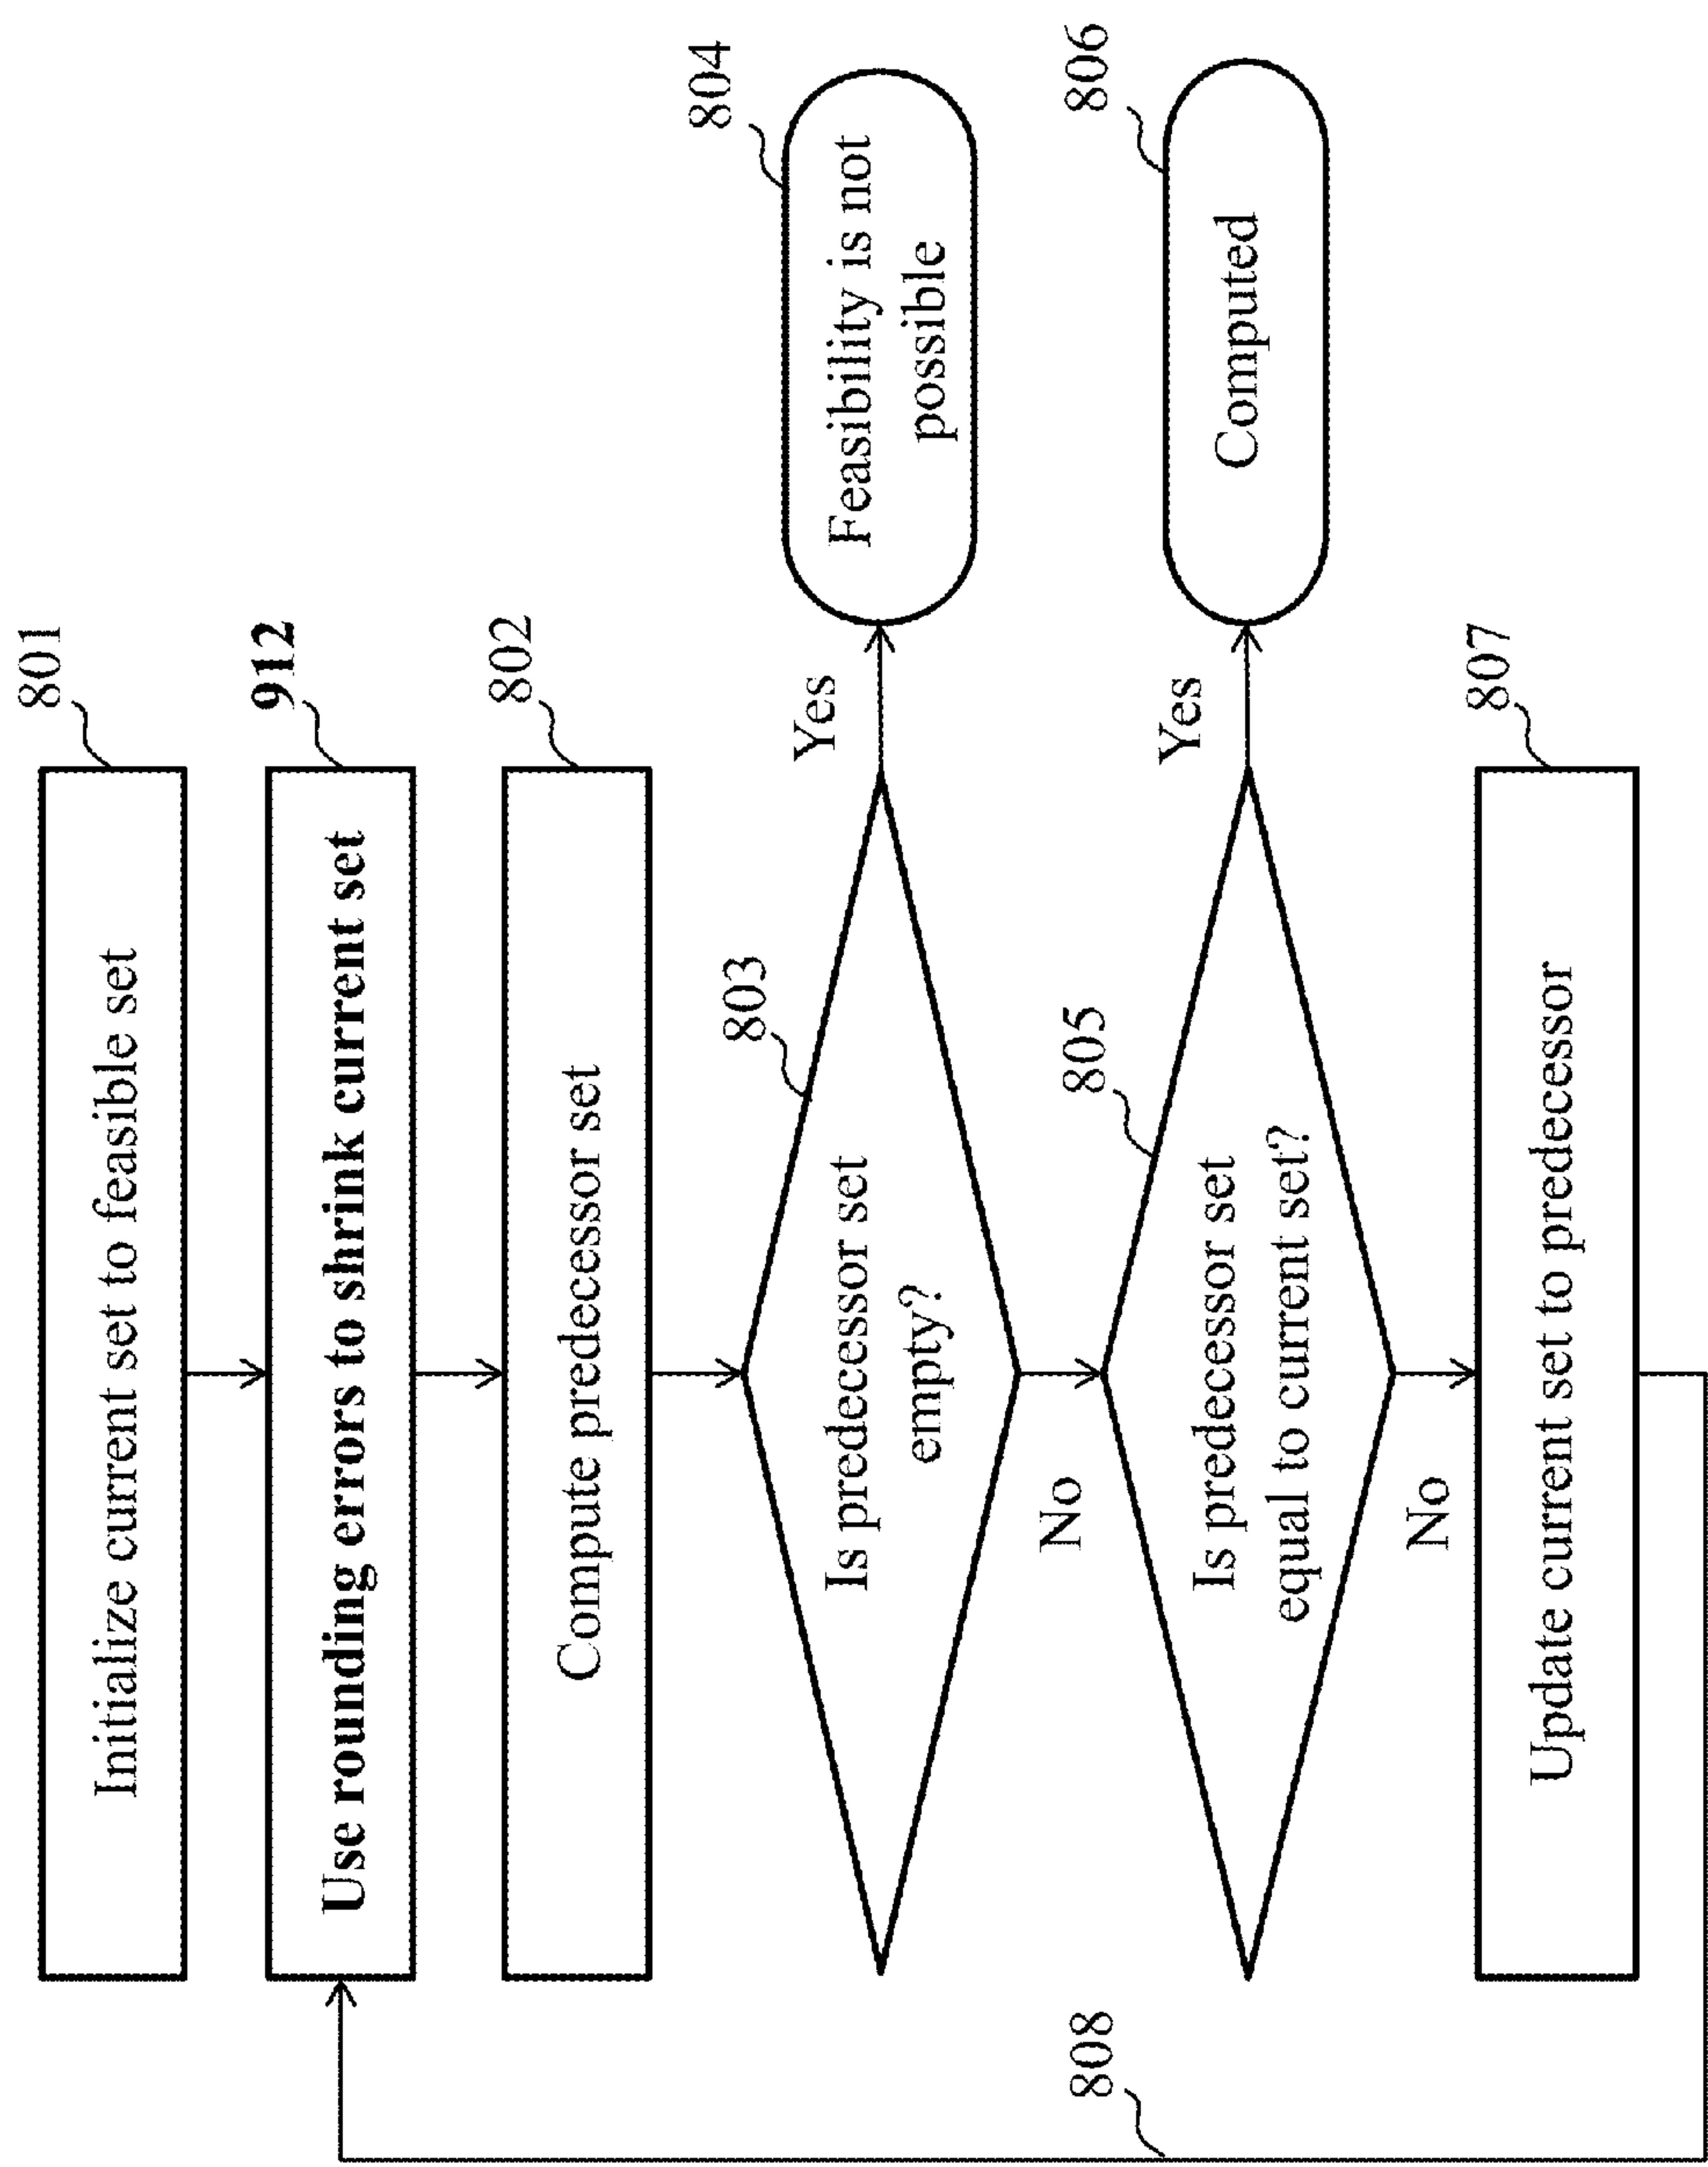 801
Initialize current set to feasible set
912
Use rounding errors to shrink current set
802
Compute predecessor set
803
Is predecessor set
empty?
Yes
804
Feasibility is not
possible
No
805
Is predecessor set
equal to current set?
Yes
806
Computed
No
807
Update current set to predecessor
808